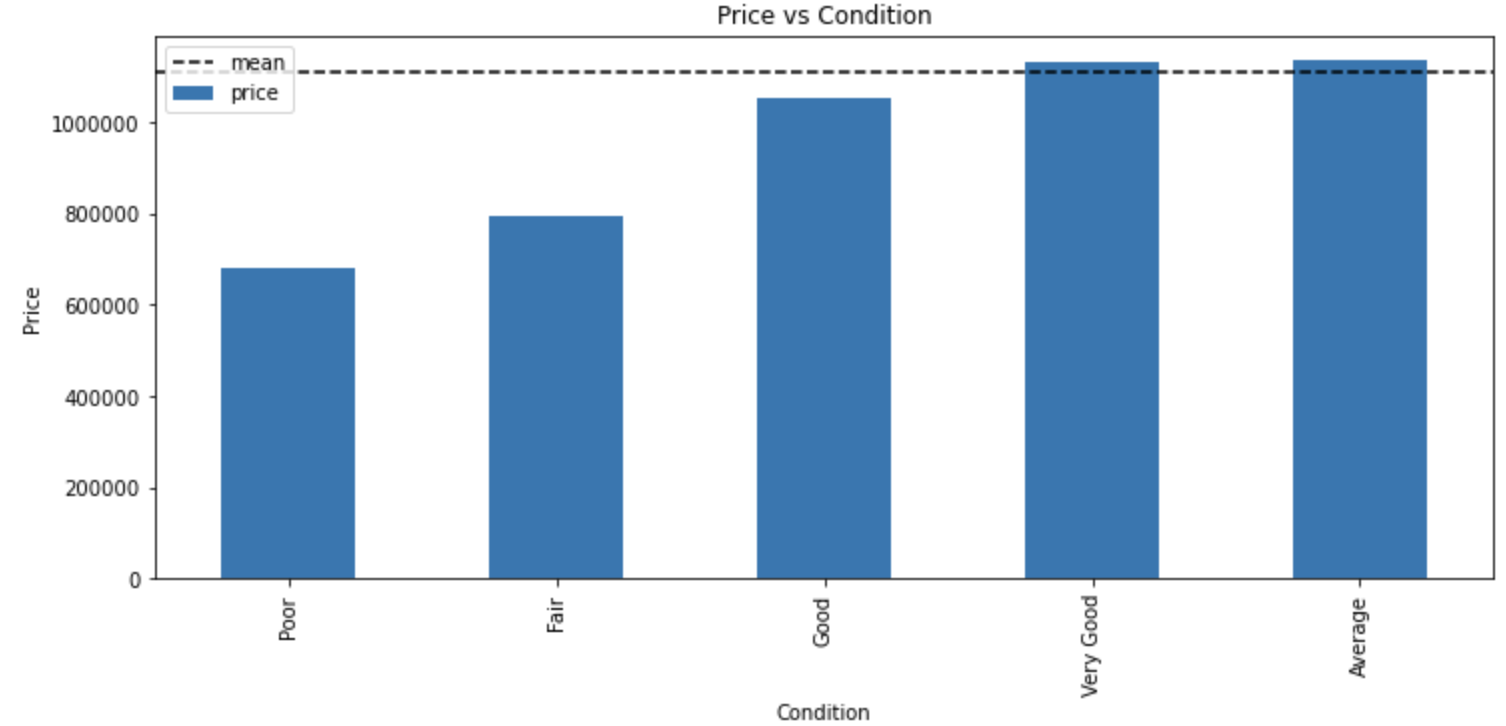 Price vs Condition
mean
price
1000000
800000
600000
400000
200000
0
Price
Poor
Fair
Good
Very Good
Average
Condition